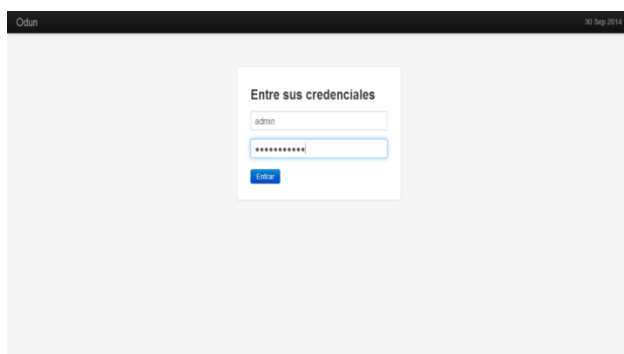 Odun
30 Sep 2014
Entre sus credenciales
admin
•••••••••••
Entrar